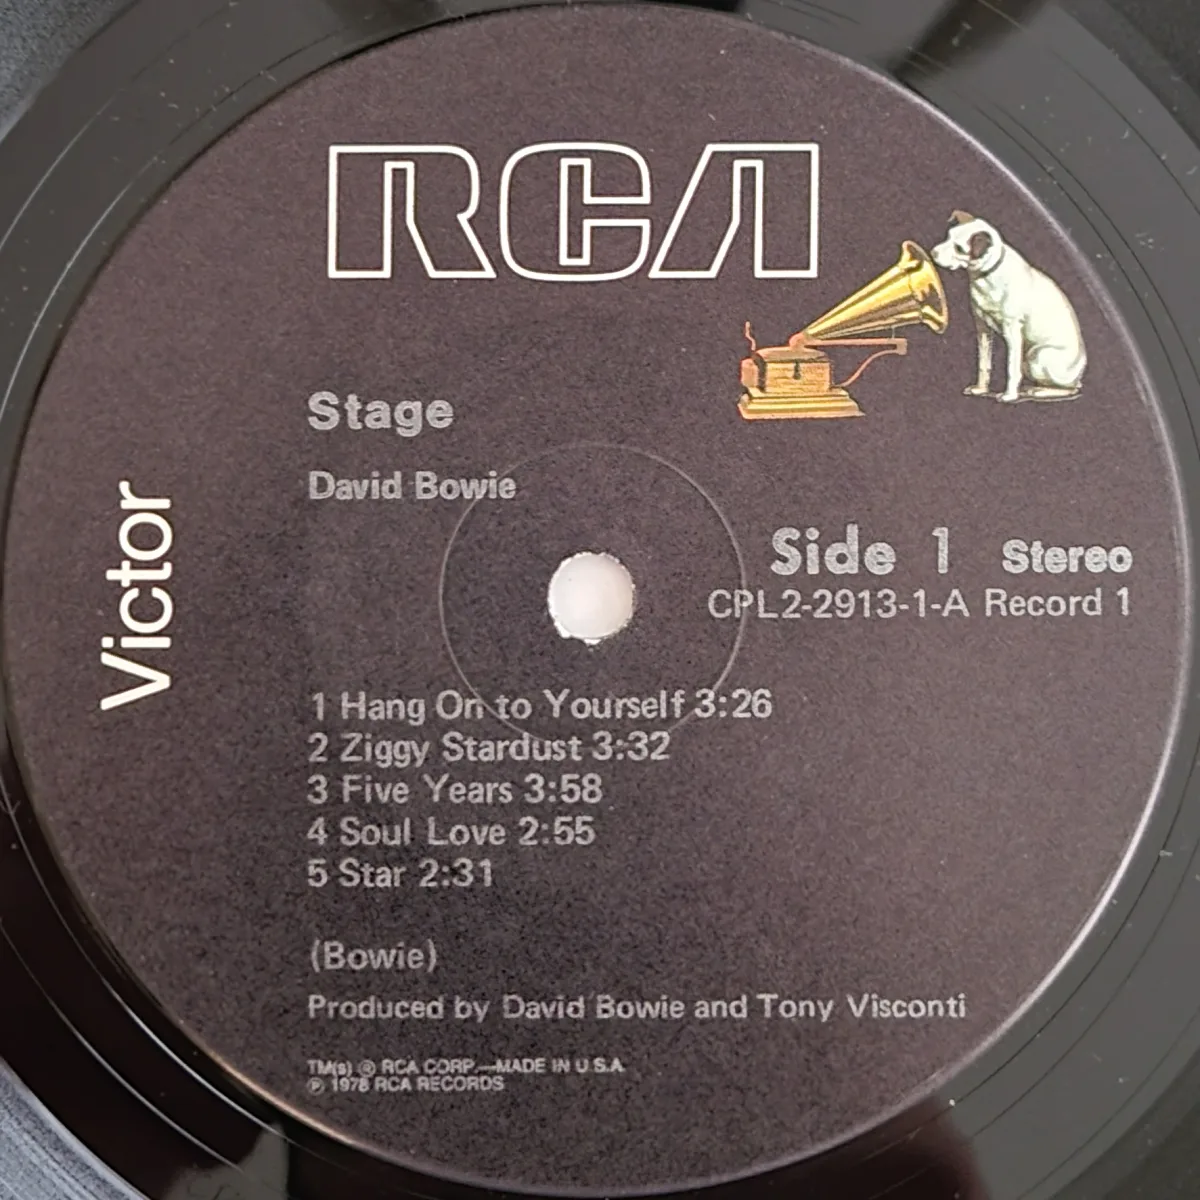 RCA
Stage
David Bowie
Victor
Side 1 Stereo
CPL2-2913-1-A Record 1
1 Hang On to Yourself 3:26
2 Ziggy Stardust 3:32
3 Five Years 3:58
4 Soul Love 2:55
5 Star 2:31
(Bowie)
Produced by David Bowie and Tony Visconti
TM(s) ® RCA CORP.—MADE IN U.S.A.
℗ 1978 RCA RECORDS